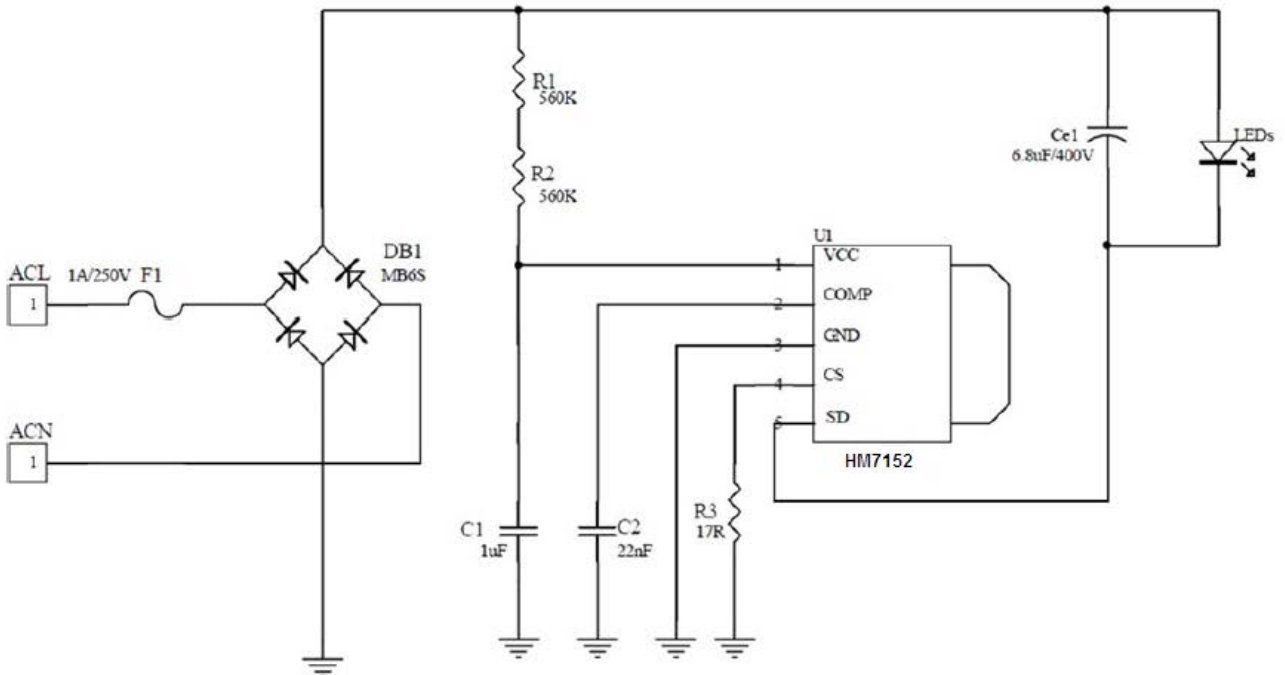 R1
560K
R2
560K
Ce1
6.8uF/400V
LEDs
DB1
MB6S
ACL
1
1A/250V F1
ACN
1
U1
1 VCC
2 COMP
3 GND
4 CS
5 SD
HM7152
C1
1uF
C2
22nF
R3
17R